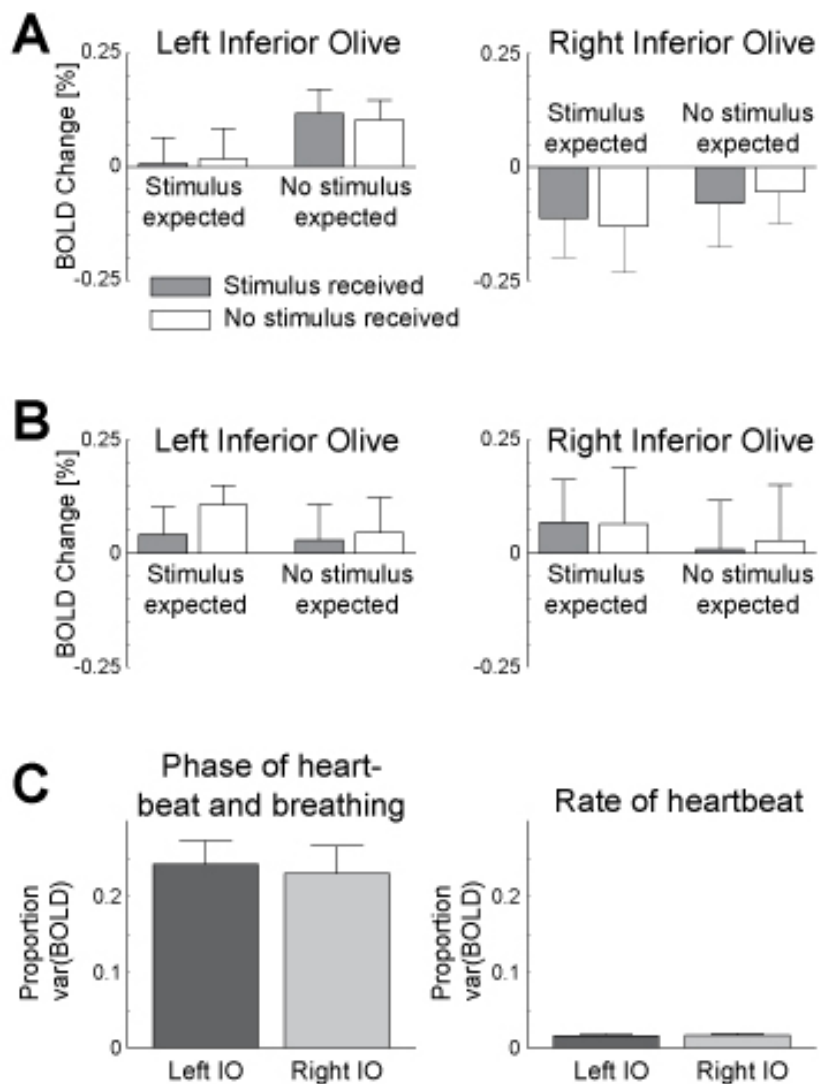 A
Left Inferior Olive
Right Inferior Olive
BOLD Change [%]
0.25
0
-0.25
Stimulus
expected
No stimulus
expected
Stimulus received
No stimulus received
0.25
0
-0.25
Stimulus
expected
No stimulus
expected
B
Left Inferior Olive
Right Inferior Olive
BOLD Change [%]
0.25
0
-0.25
Stimulus
expected
No stimulus
expected
0.25
0
-0.25
Stimulus
expected
No stimulus
expected
C
Phase of heart-
beat and breathing
Proportion
var(BOLD)
0.2
0.1
0
Left IO
Right IO
Rate of heartbeat
Proportion
var(BOLD)
0.2
0.1
0
Left IO
Right IO